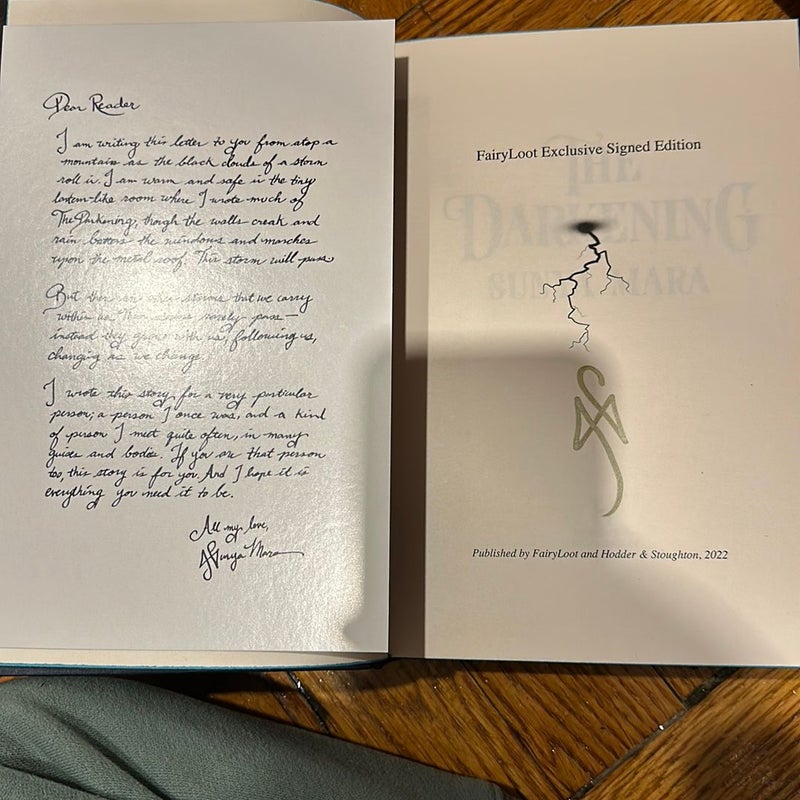 Dear Reader
I am writing this letter to you from atop a
mountain as the black clouds of a storm
roll in. I am warm and safe in the tiny
lantern-like room where I wrote much of
The Darkening, though the walls creak and
rain batters the windows and marches
upon the metal roof. This storm will pass
But there are other storms that we carry
within us. Those storms rarely pass—
instead they grow with us, following us,
changing as we change.
I wrote this story for a very particular
person; a person I once was, and a kind
of person I meet quite often, in many
guises and bodies. If you are that person
too, this story is for you. And I hope it is
everything you need it to be.
All my love,
Sunya Mara
FairyLoot Exclusive Signed Edition
THE
DARKENING
SUNYA MARA
Published by FairyLoot and Hodder & Stoughton, 2022